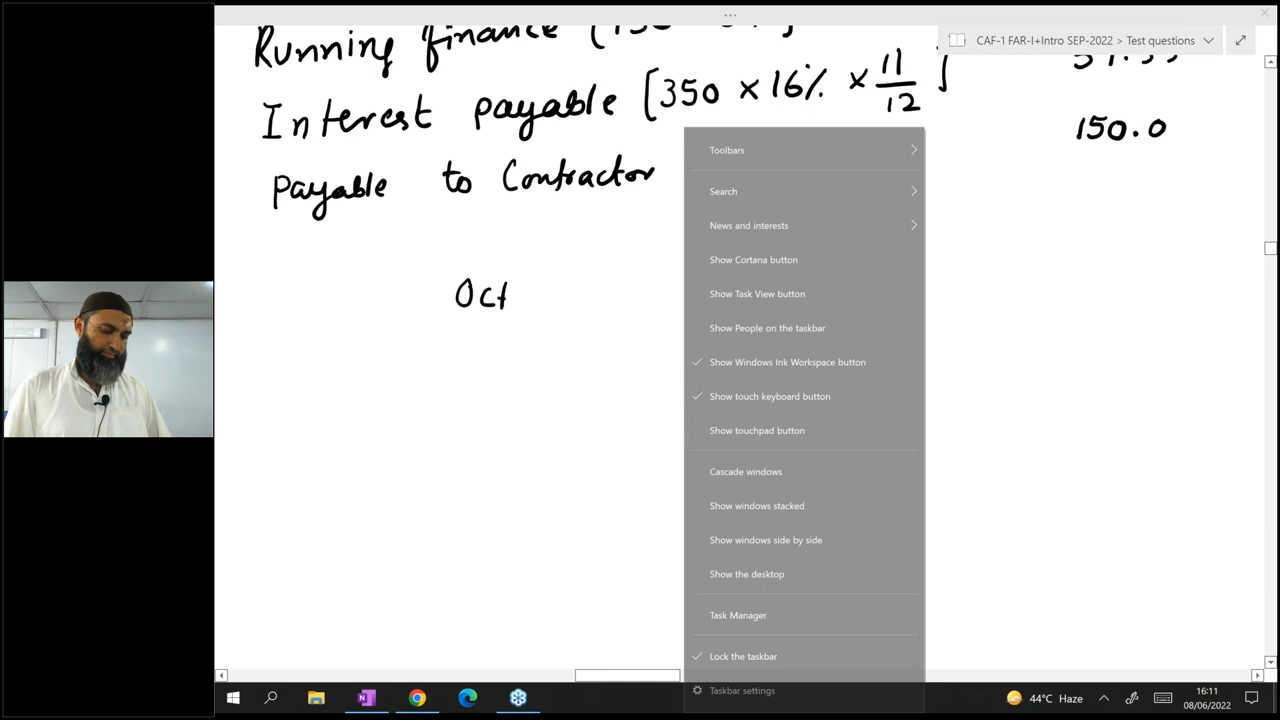 CAF-1 FAR-I+Intro SEP-2022 > Test questions
Running finance
Interest payable [350 × 16% × 11/12]
150.0
Payable to Contractor
Oct
Toolbars
Search
News and interests
Show Cortana button
Show Task View button
Show People on the taskbar
Show Windows Ink Workspace button
Show touch keyboard button
Show touchpad button
Cascade windows
Show windows stacked
Show windows side by side
Show the desktop
Task Manager
Lock the taskbar
Taskbar settings
44°C Haze
16:11
08/06/2022